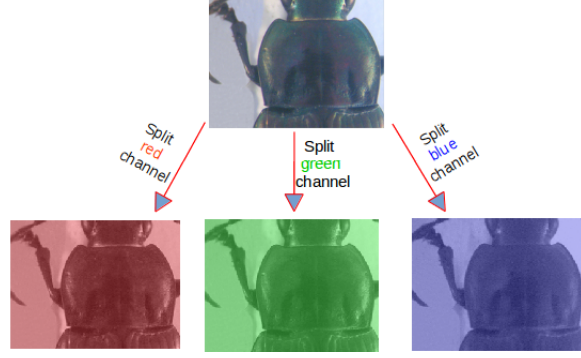 Split
red
channel
Split
green
channel
Split
blue
channel